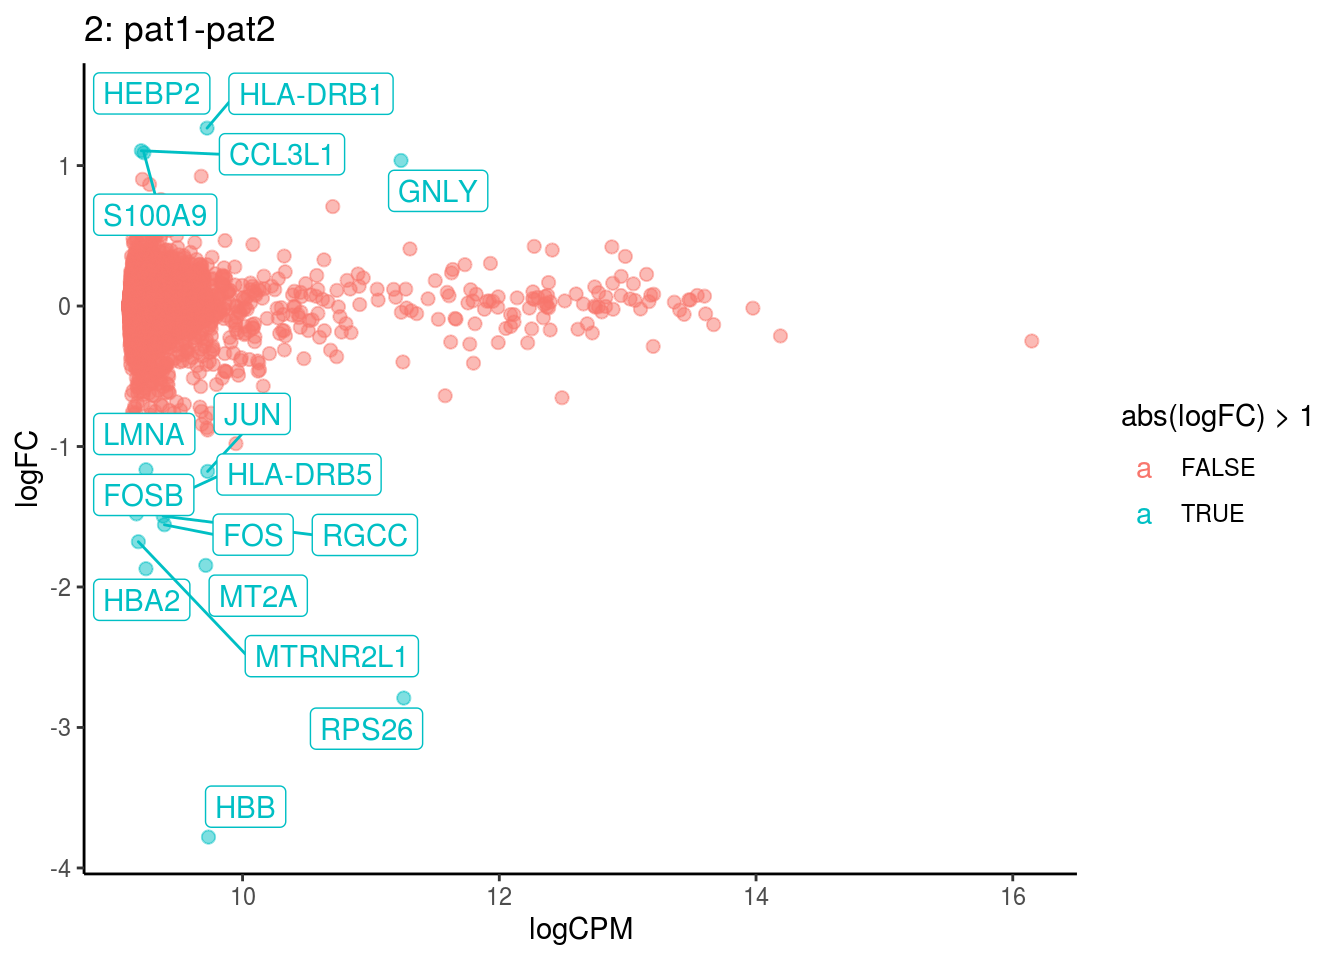 2: pat1-pat2
HEBP2
HLA-DRB1
CCL3L1
GNLY
S100A9
JUN
LMNA
HLA-DRB5
FOSB
FOS
RGCC
HBA2
MT2A
MTRNR2L1
RPS26
HBB
1
0
-1
-2
-3
-4
logFC
10
12
14
16
logCPM
abs(logFC) > 1
a FALSE
a TRUE